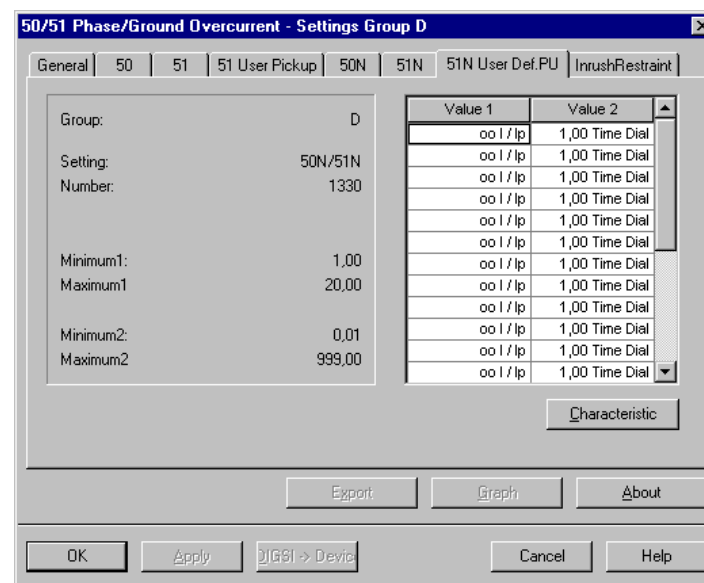 50/51 Phase/Ground Overcurrent - Settings Group D
General 50 51 51 User Pickup 50N 51N 51N User Def.PU InrushRestraint
Group: D
Setting: 50N/51N
Number: 1330
Minimum1: 1,00
Maximum1 20,00
Minimum2: 0,01
Maximum2 999,00
Value 1 Value 2
oo I / Ip 1,00 Time Dial
oo I / Ip 1,00 Time Dial
oo I / Ip 1,00 Time Dial
oo I / Ip 1,00 Time Dial
oo I / Ip 1,00 Time Dial
oo I / Ip 1,00 Time Dial
oo I / Ip 1,00 Time Dial
oo I / Ip 1,00 Time Dial
oo I / Ip 1,00 Time Dial
oo I / Ip 1,00 Time Dial
oo I / Ip 1,00 Time Dial
oo I / Ip 1,00 Time Dial
Characteristic
Export Graph About
OK Apply DIGSI -> Devic Cancel Help